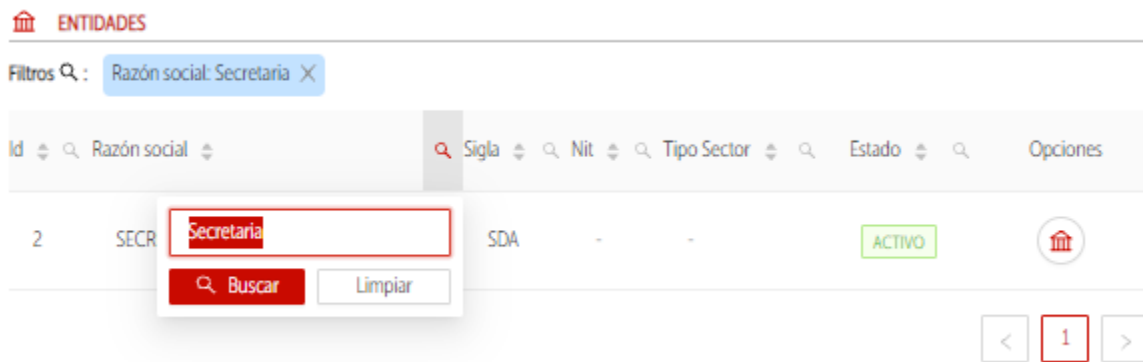 ENTIDADES
Filtros : Razón social: Secretaria
Id Razón social Sigla Nit Tipo Sector Estado Opciones
2 SECR SDA - - ACTIVO
Secretaria
Buscar Limpiar
< 1 >